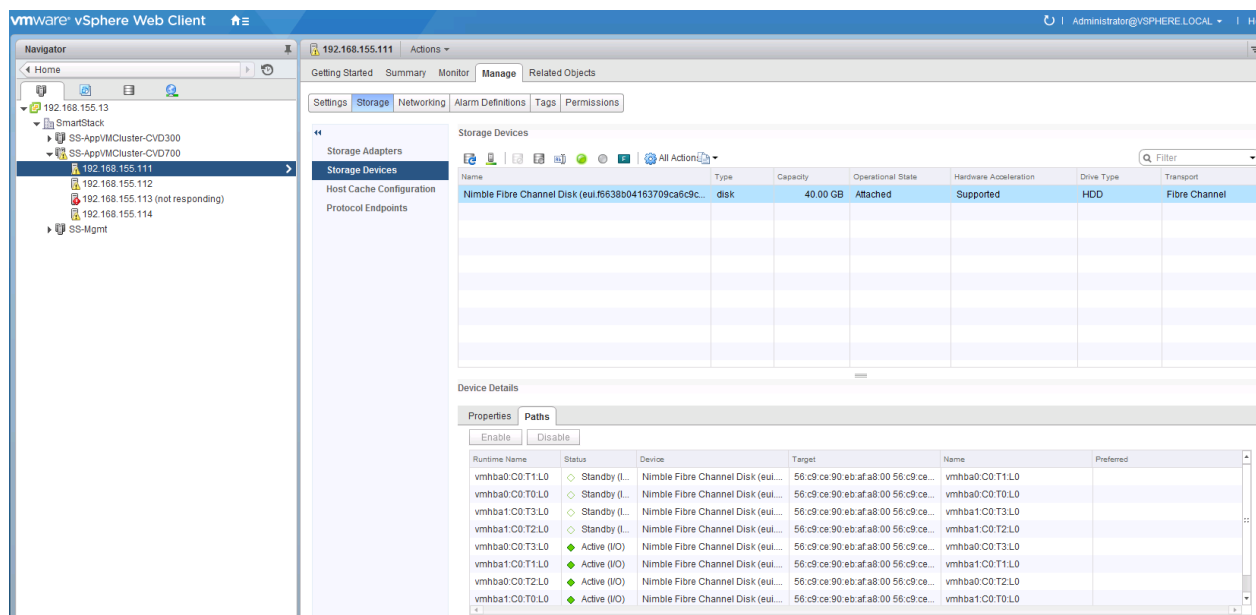 vmware® vSphere Web Client
Administrator@VSPHERE.LOCAL
Navigator
192.168.155.111 Actions
Home
Getting Started Summary Monitor Manage Related Objects
Settings Storage Networking Alarm Definitions Tags Permissions
192.168.155.13
SmartStack
SS-AppVMCluster-CVD300
SS-AppVMCluster-CVD700
192.168.155.111
192.168.155.112
192.168.155.113 (not responding)
192.168.155.114
SS-Mgmt
Storage Adapters
Storage Devices
Host Cache Configuration
Protocol Endpoints
Storage Devices
All Actions
Filter
Name Type Capacity Operational State Hardware Acceleration Drive Type Transport
Nimble Fibre Channel Disk (eui.f6638b04163709ca6c9c... disk 40.00 GB Attached Supported HDD Fibre Channel
Device Details
Properties Paths
Enable Disable
Runtime Name Status Device Target Name Preferred
vmhba0:C0:T1:L0 Standby (I... Nimble Fibre Channel Disk (eui.... 56:c9:ce:90:eb:af:a8:00 56:c9:ce... vmhba0:C0:T1:L0
vmhba0:C0:T0:L0 Standby (I... Nimble Fibre Channel Disk (eui.... 56:c9:ce:90:eb:af:a8:00 56:c9:ce... vmhba0:C0:T0:L0
vmhba1:C0:T3:L0 Standby (I... Nimble Fibre Channel Disk (eui.... 56:c9:ce:90:eb:af:a8:00 56:c9:ce... vmhba1:C0:T3:L0
vmhba1:C0:T2:L0 Standby (I... Nimble Fibre Channel Disk (eui.... 56:c9:ce:90:eb:af:a8:00 56:c9:ce... vmhba1:C0:T2:L0
vmhba0:C0:T3:L0 Active (I/O) Nimble Fibre Channel Disk (eui.... 56:c9:ce:90:eb:af:a8:00 56:c9:ce... vmhba0:C0:T3:L0
vmhba1:C0:T1:L0 Active (I/O) Nimble Fibre Channel Disk (eui.... 56:c9:ce:90:eb:af:a8:00 56:c9:ce... vmhba1:C0:T1:L0
vmhba0:C0:T2:L0 Active (I/O) Nimble Fibre Channel Disk (eui.... 56:c9:ce:90:eb:af:a8:00 56:c9:ce... vmhba0:C0:T2:L0
vmhba1:C0:T0:L0 Active (I/O) Nimble Fibre Channel Disk (eui.... 56:c9:ce:90:eb:af:a8:00 56:c9:ce... vmhba1:C0:T0:L0